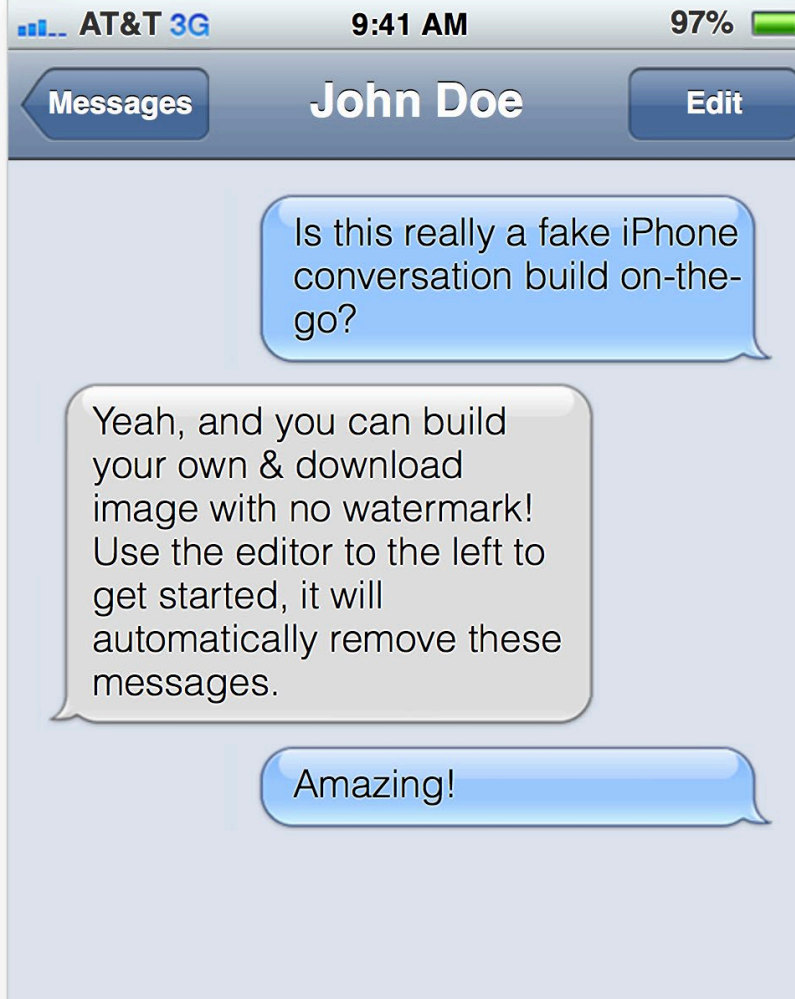 AT&T 3G 9:41 AM 97%
Messages John Doe Edit
Is this really a fake iPhone
conversation build on-the-
go?
Yeah, and you can build
your own & download
image with no watermark!
Use the editor to the left to
get started, it will
automatically remove these
messages.
Amazing!